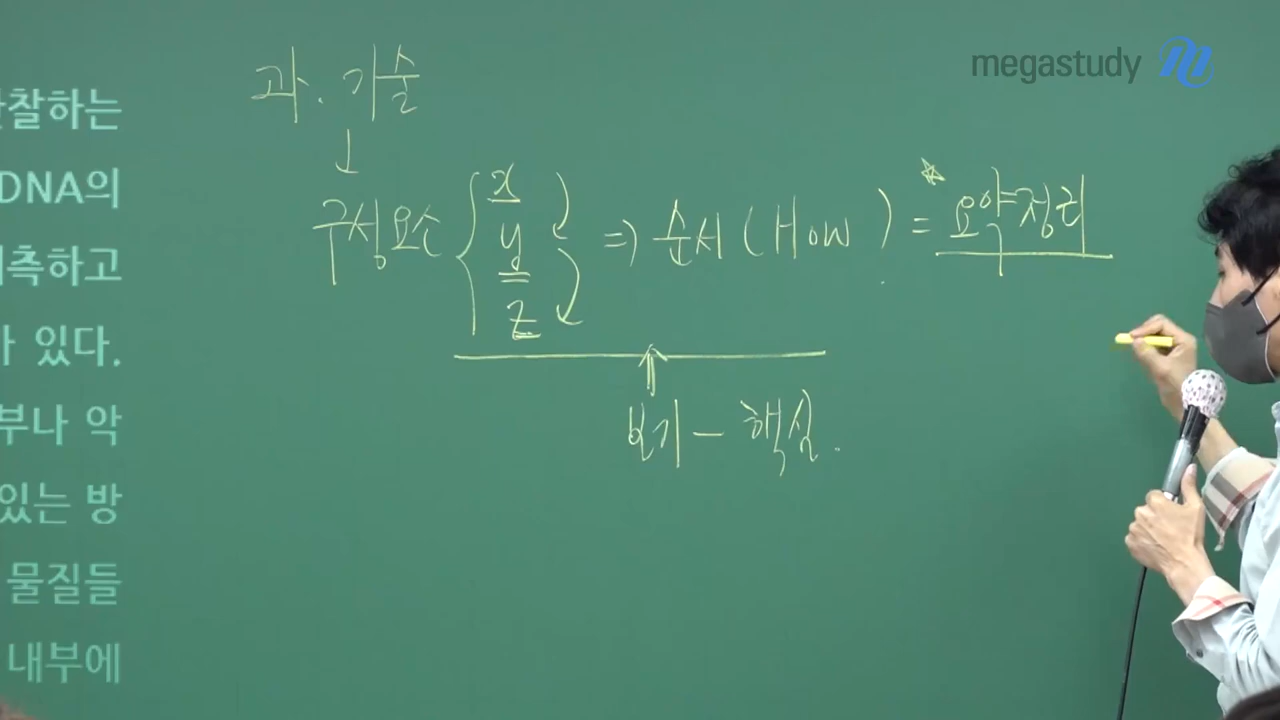 megastudy
과.기술
↓
구성요소 { x y z ⇒ 순서(How ) = ☆요약정리
보기 - 핵심.
찰하는
DNA의
측하고
있다.
부나 악
있는 방
물질들
내부에